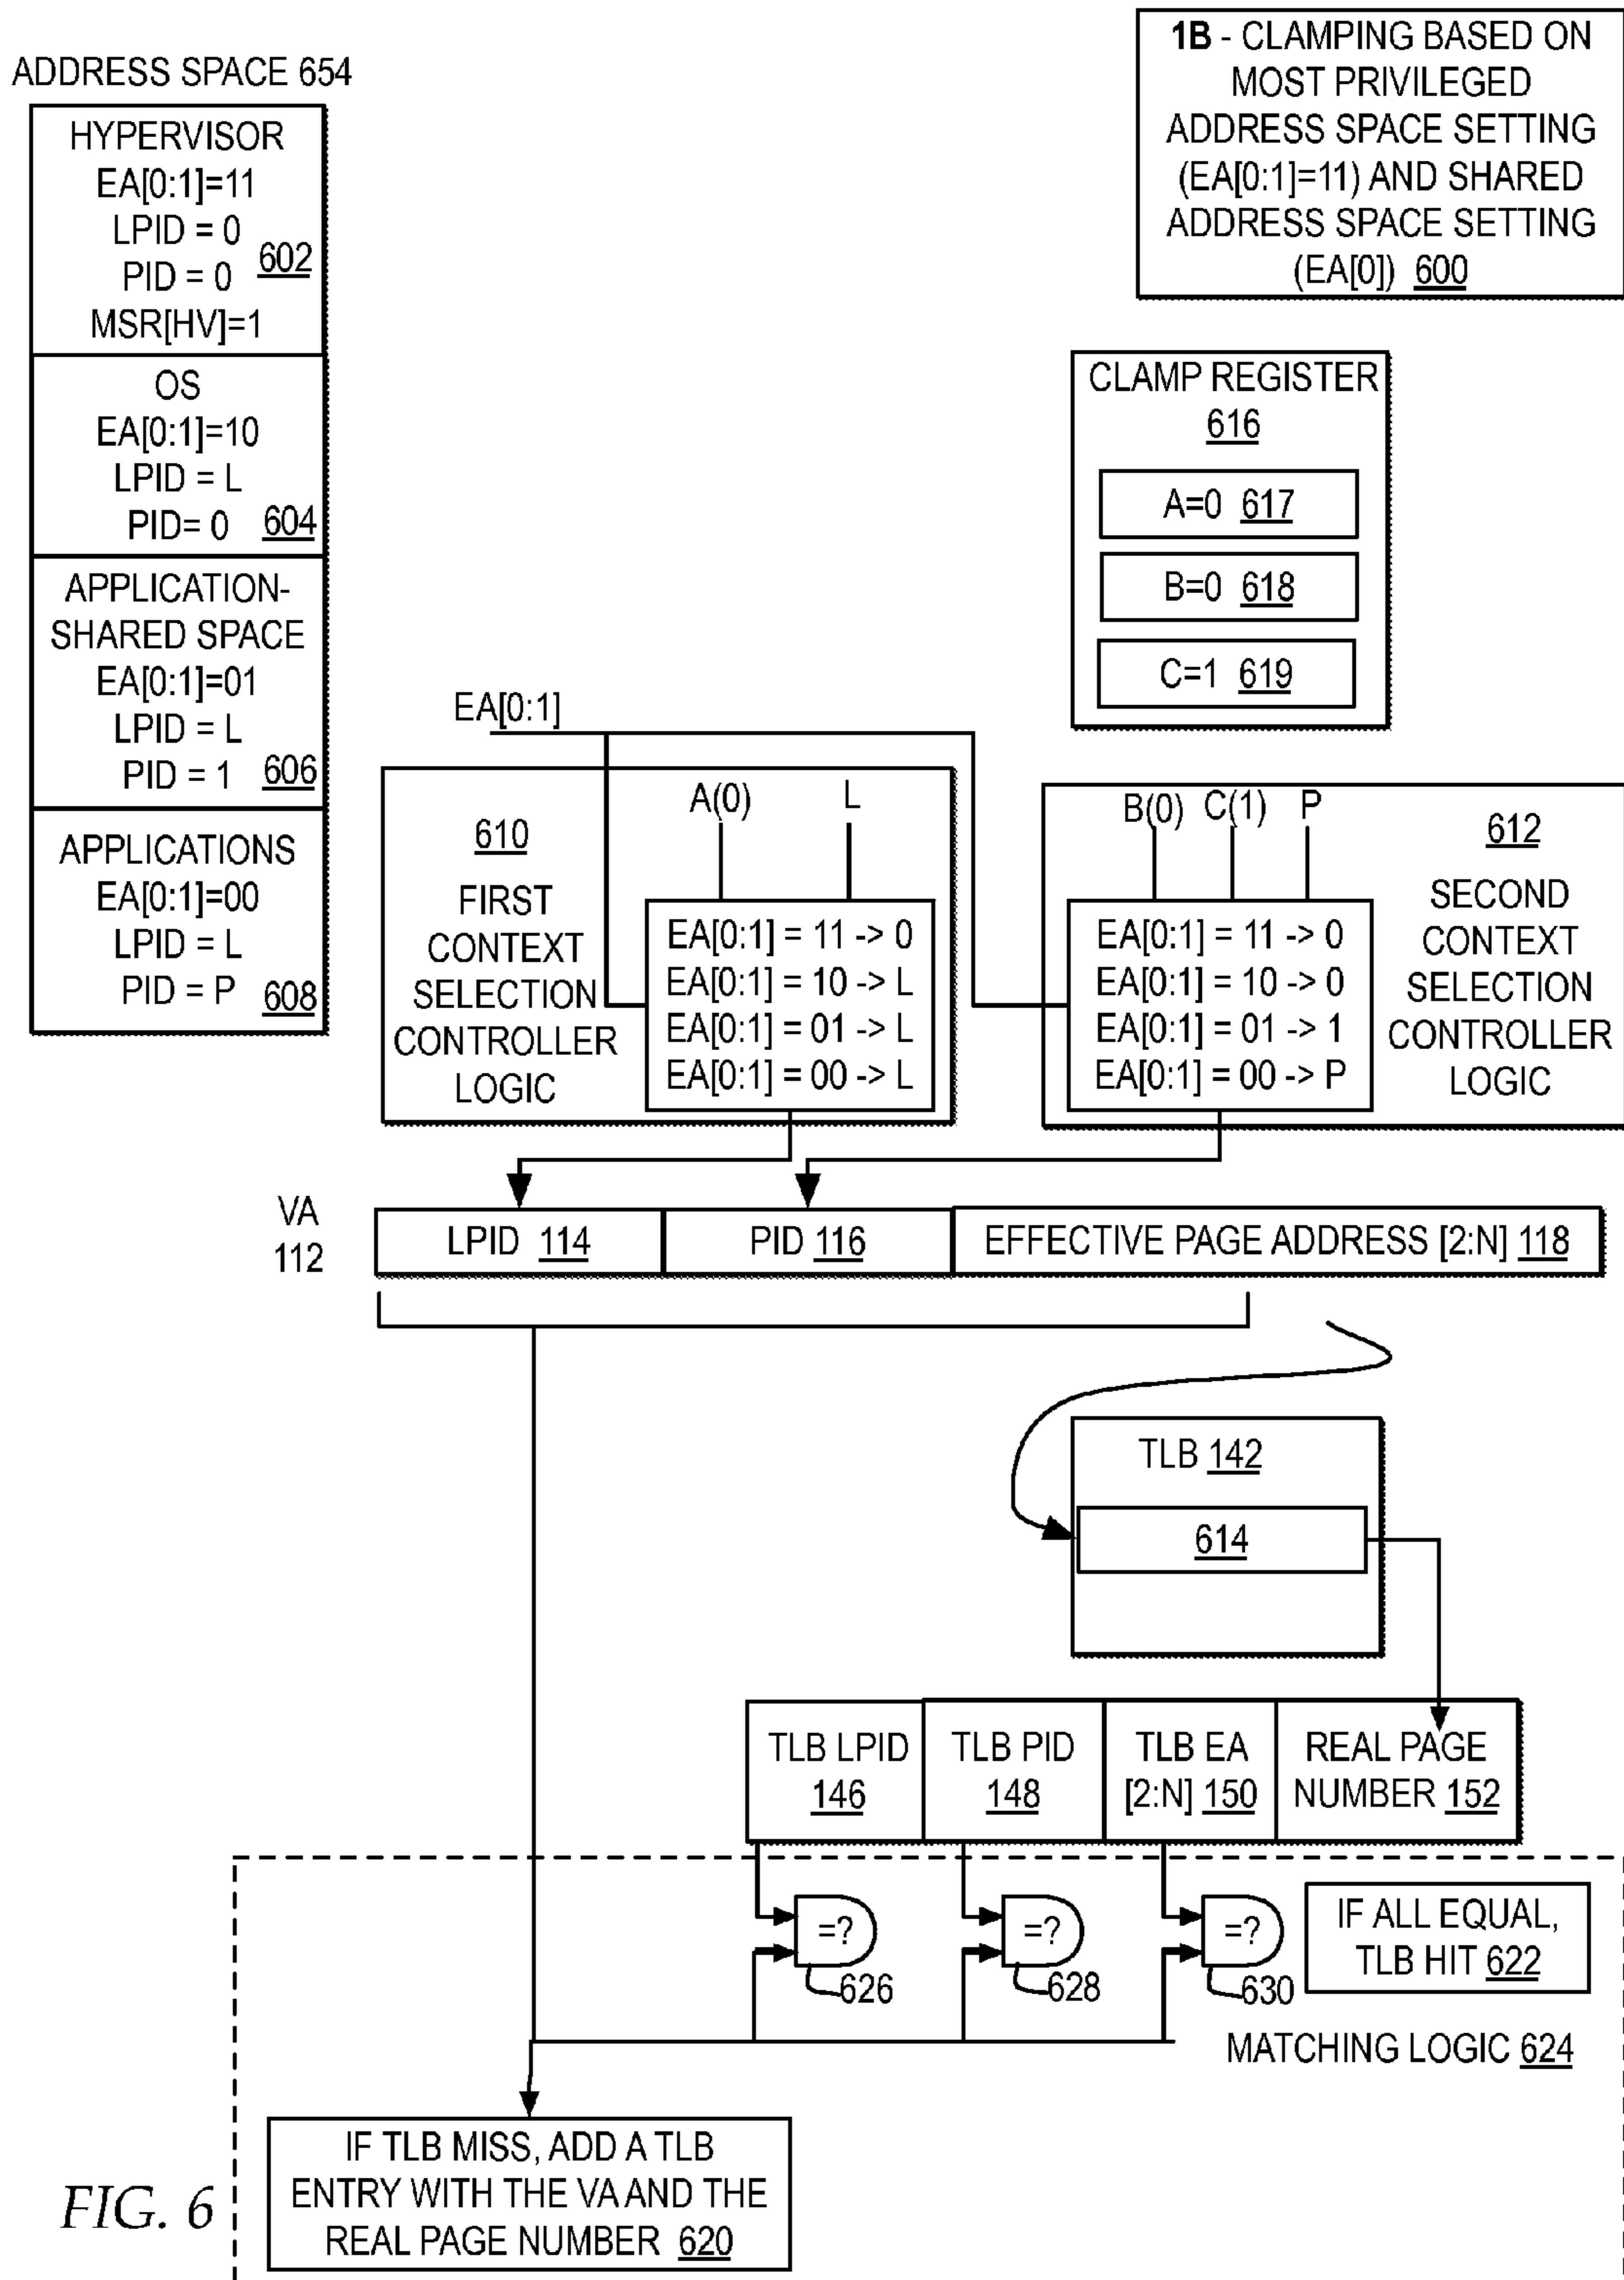 1B - CLAMPING BASED ON
MOST PRIVILEGED
ADDRESS SPACE SETTING
(EA[0:1]=11) AND SHARED
ADDRESS SPACE SETTING
(EA[0]) 600
ADDRESS SPACE 654
HYPERVISOR
EA[0:1]=11
LPID = 0
PID = 0 602
MSR[HV]=1
OS
EA[0:1]=10
LPID = L
PID= 0 604
APPLICATION-
SHARED SPACE
EA[0:1]=01
LPID = L
PID = 1 606
APPLICATIONS
EA[0:1]=00
LPID = L
PID = P 608
CLAMP REGISTER
616
A=0 617
B=0 618
C=1 619
EA[0:1]
610
FIRST
CONTEXT
SELECTION
CONTROLLER
LOGIC
A(0) L
EA[0:1] = 11 -> 0
EA[0:1] = 10 -> L
EA[0:1] = 01 -> L
EA[0:1] = 00 -> L
B(0) C(1) P
EA[0:1] = 11 -> 0
EA[0:1] = 10 -> 0
EA[0:1] = 01 -> 1
EA[0:1] = 00 -> P
612
SECOND
CONTEXT
SELECTION
CONTROLLER
LOGIC
VA
112
LPID 114 PID 116 EFFECTIVE PAGE ADDRESS [2:N] 118
TLB 142
614
TLB LPID
146
TLB PID
148
TLB EA
[2:N] 150
REAL PAGE
NUMBER 152
=? =? =?
626 628 630
IF ALL EQUAL,
TLB HIT 622
MATCHING LOGIC 624
IF TLB MISS, ADD A TLB
ENTRY WITH THE VA AND THE
REAL PAGE NUMBER 620
FIG. 6